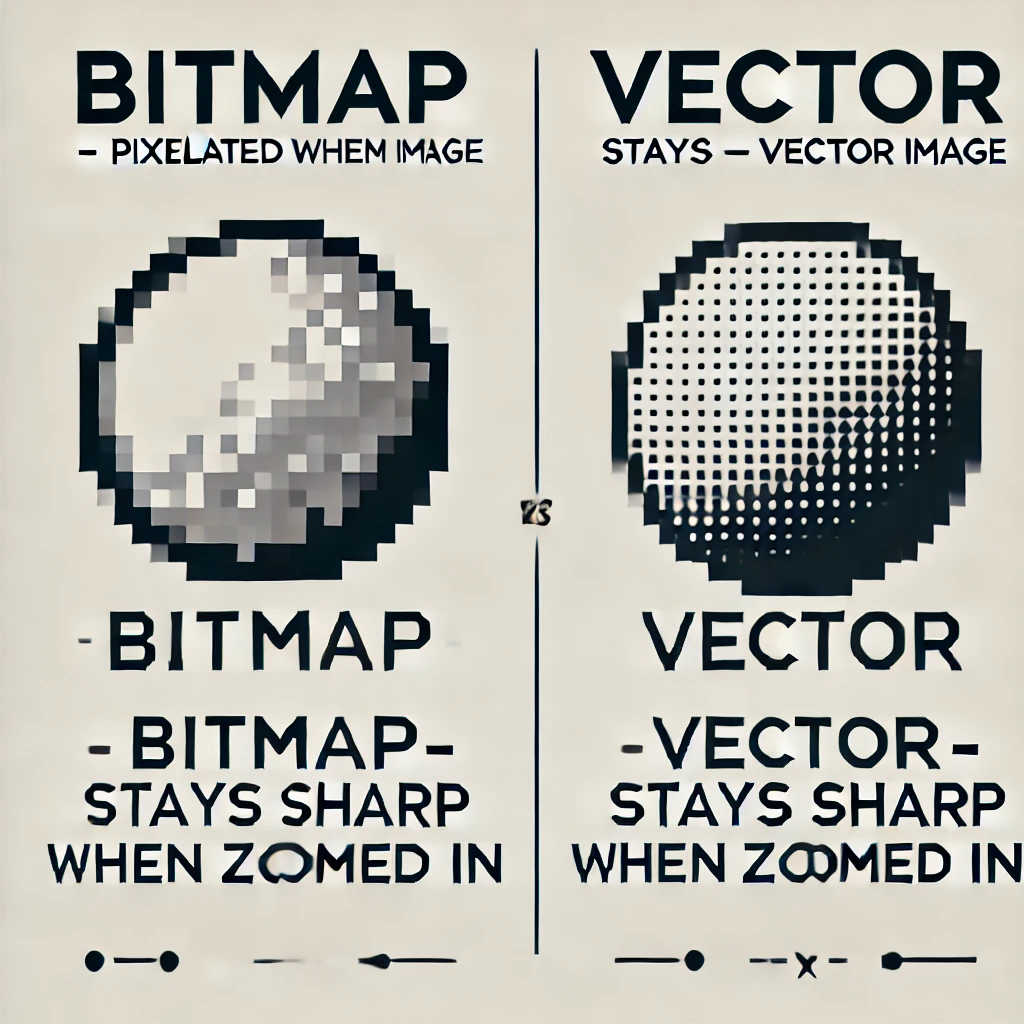 BITMAP
- PIXELATED WHEM IMAGE
-BITMAP
-BITMAP-
STAYS SHARP
WHEN ZOMED IN
VECTOR
STAYS – VECTOR IMAGE
VECTOR
-VECTOR-
STAYS SHARP
WHEN ZOOMED IN